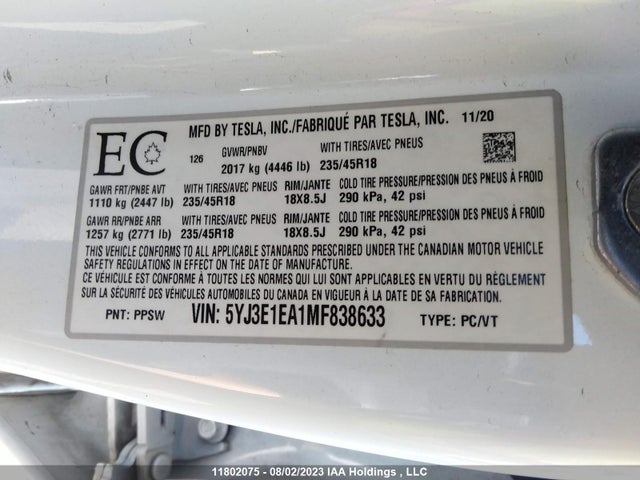 EC MFD BY TESLA, INC./FABRIQUÉ PAR TESLA, INC. 11/20
126 GVWR/PNBV WITH TIRES/AVEC PNEUS
2017 kg (4446 lb) 235/45R18
GAWR FRT/PNBE AVT WITH TIRES/AVEC PNEUS RIM/JANTE COLD TIRE PRESSURE/PRESSION DES PNEUS À FROID
1110 kg (2447 lb) 235/45R18 18X8.5J 290 kPa, 42 psi
GAWR RR/PNBE ARR WITH TIRES/AVEC PNEUS RIM/JANTE COLD TIRE PRESSURE/PRESSION DES PNEUS À FROID
1257 kg (2771 lb) 235/45R18 18X8.5J 290 kPa, 42 psi
THIS VEHICLE CONFORMS TO ALL APPLICABLE STANDARDS PRESCRIBED UNDER THE CANADIAN MOTOR VEHICLE
SAFETY REGULATIONS IN EFFECT ON THE DATE OF MANUFACTURE.
CE VÉHICULE EST CONFORME À TOUTES LES NORMES QUI LUI SONT APPLICABLES EN VERTU DU RÈGLEMENT
SUR LA SÉCURITÉ DES VÉHICULES AUTOMOBILES DU CANADA EN VIGUEUR À LA DATE DE SA FABRICATION.
PNT: PPSW VIN: 5YJ3E1EA1MF838633 TYPE: PC/VT
11802075 - 08/02/2023 IAA Holdings , LLC